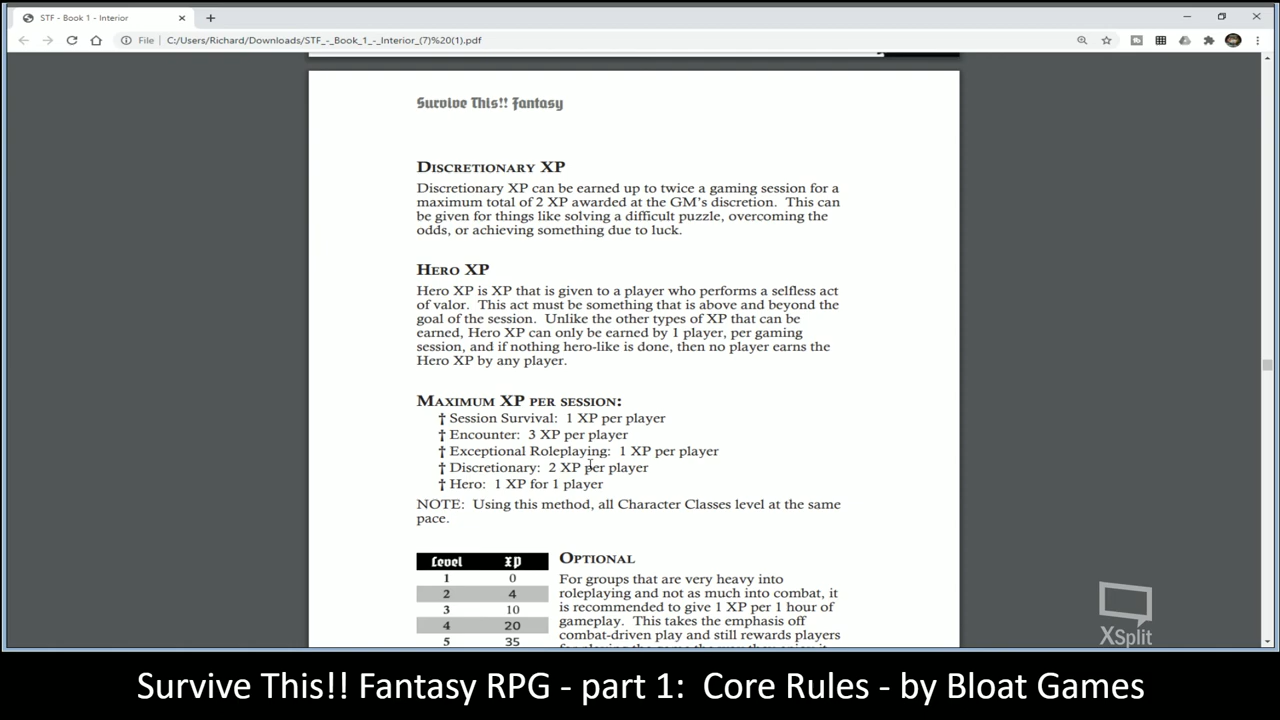 STF - Book 1 - Interior
File C:/Users/Richard/Downloads/STF_-_Book_1_-_Interior_(7)%20(1).pdf
Survive This!! Fantasy
DISCRETIONARY XP
Discretionary XP can be earned up to twice a gaming session for a
maximum total of 2 XP awarded at the GM's discretion.  This can
be given for things like solving a difficult puzzle, overcoming the
odds, or achieving something due to luck.
HERO XP
Hero XP is XP that is given to a player who performs a selfless act
of valor.  This act must be something that is above and beyond the
goal of the session.  Unlike the other types of XP that can be
earned, Hero XP can only be earned by 1 player, per gaming
session, and if nothing hero-like is done, then no player earns the
Hero XP by any player.
MAXIMUM XP PER SESSION:
† Session Survival:  1 XP per player
† Encounter:  3 XP per player
† Exceptional Roleplaying:  1 XP per player
† Discretionary:  2 XP per player
† Hero:  1 XP for 1 player
NOTE:  Using this method, all Character Classes level at the same
pace.
Level XP
1 0
2 4
3 10
4 20
5 35
OPTIONAL
For groups that are very heavy into
roleplaying and not as much into combat, it
is recommended to give 1 XP per 1 hour of
gameplay.  This takes the emphasis off
combat-driven play and still rewards players
XSplit
Survive This!! Fantasy RPG - part 1:  Core Rules - by Bloat Games